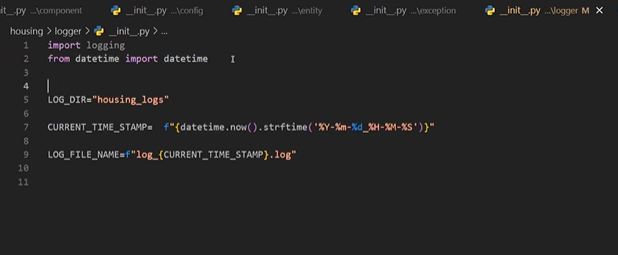 it__.py ...\component __init__.py ...\config __init__.py ...\entity __init__.py ...\exception __init__.py ...\logger M ×
housing > logger > __init__.py > ...
1 import logging
2 from datetime import datetime
3
4
5 LOG_DIR="housing_logs"
6
7 CURRENT_TIME_STAMP= f"{datetime.now().strftime('%Y-%m-%d_%H-%M-%S')}"
8
9 LOG_FILE_NAME=f"log_{CURRENT_TIME_STAMP}.log"
10
11